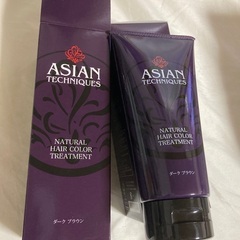 ASIAN
TECHNIQUES
NATURAL
HAIR COLOR
TREATMENT
ダーク ブラウン
ASIAN
TECHNIQUES
NATURAL
HAIR COLOR
TREATMENT
ダーク ブラウン